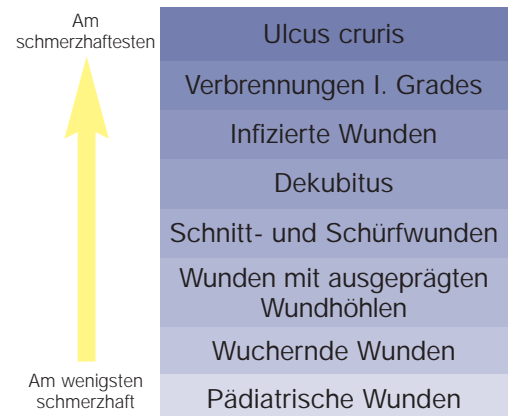 Am
schmerzhaftesten
Ulcus cruris
Verbrennungen I. Grades
Infizierte Wunden
Dekubitus
Schnitt- und Schürfwunden
Wunden mit ausgeprägten
Wundhöhlen
Wuchernde Wunden
Am wenigsten
schmerzhaft
Pädiatrische Wunden